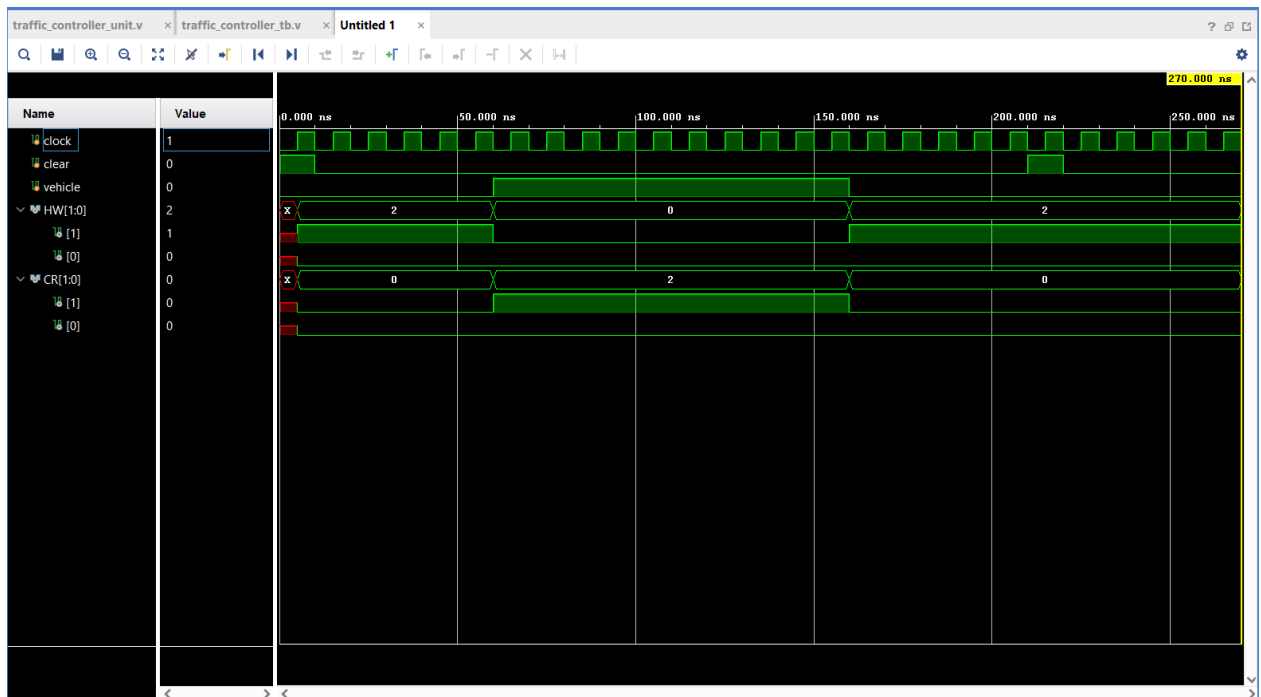 traffic_controller_unit.v × traffic_controller_tb.v × Untitled 1 × ?
270.000 ns
Name Value 0.000 ns 50.000 ns 100.000 ns 150.000 ns 200.000 ns 250.000 ns
clock 1
clear 0
vehicle 0
HW[1:0] 2 X 2 0 2
[1] 1
[0] 0
CR[1:0] 0 X 0 2 0
[1] 0
[0] 0